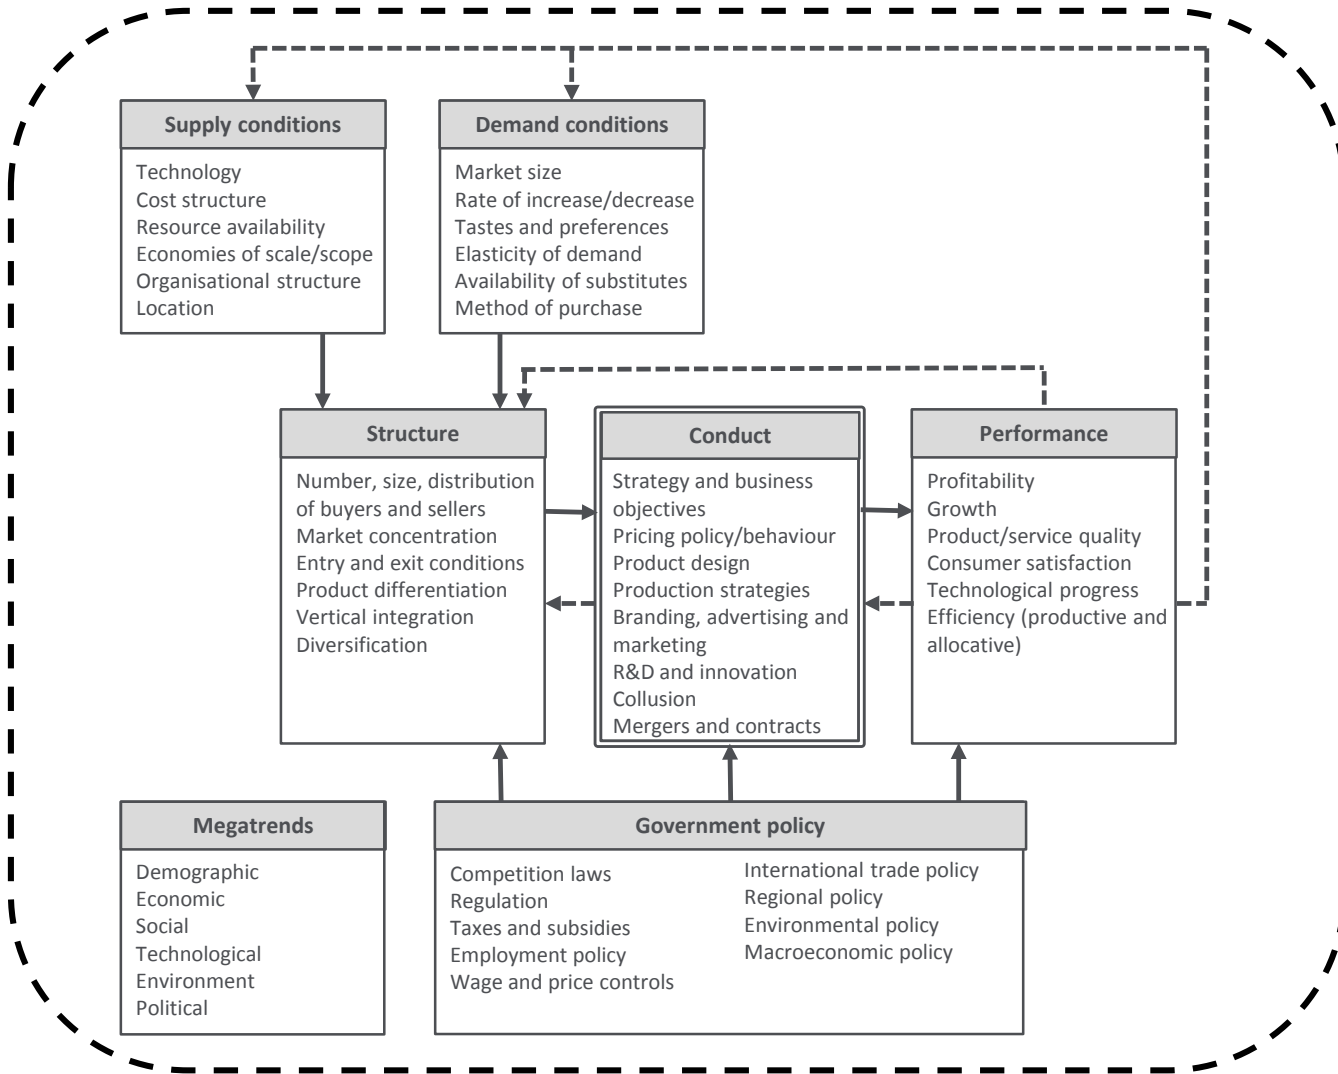 Supply conditions
Technology
Cost structure
Resource availability
Economies of scale/scope
Organisational structure
Location
Demand conditions
Market size
Rate of increase/decrease
Tastes and preferences
Elasticity of demand
Availability of substitutes
Method of purchase
Structure
Number, size, distribution
of buyers and sellers
Market concentration
Entry and exit conditions
Product differentiation
Vertical integration
Diversification
Conduct
Strategy and business
objectives
Pricing policy/behaviour
Product design
Production strategies
Branding, advertising and
marketing
R&D and innovation
Collusion
Mergers and contracts
Performance
Profitability
Growth
Product/service quality
Consumer satisfaction
Technological progress
Efficiency (productive and
allocative)
Megatrends
Demographic
Economic
Social
Technological
Environment
Political
Government policy
Competition laws
Regulation
Taxes and subsidies
Employment policy
Wage and price controls
International trade policy
Regional policy
Environmental policy
Macroeconomic policy